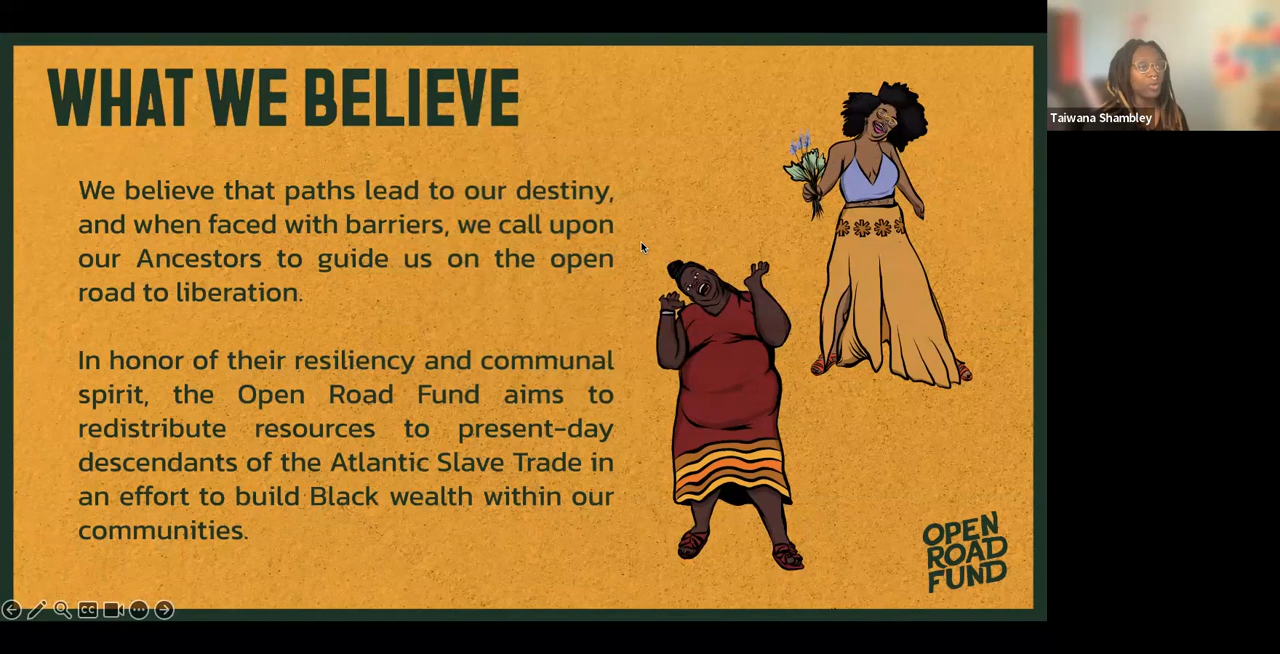 WHAT WE BELIEVE
We believe that paths lead to our destiny,
and when faced with barriers, we call upon
our Ancestors to guide us on the open
road to liberation.
In honor of their resiliency and communal
spirit, the Open Road Fund aims to
redistribute resources to present-day
descendants of the Atlantic Slave Trade in
an effort to build Black wealth within our
communities.
OPEN
ROAD
FUND
CC
Taiwana Shambley